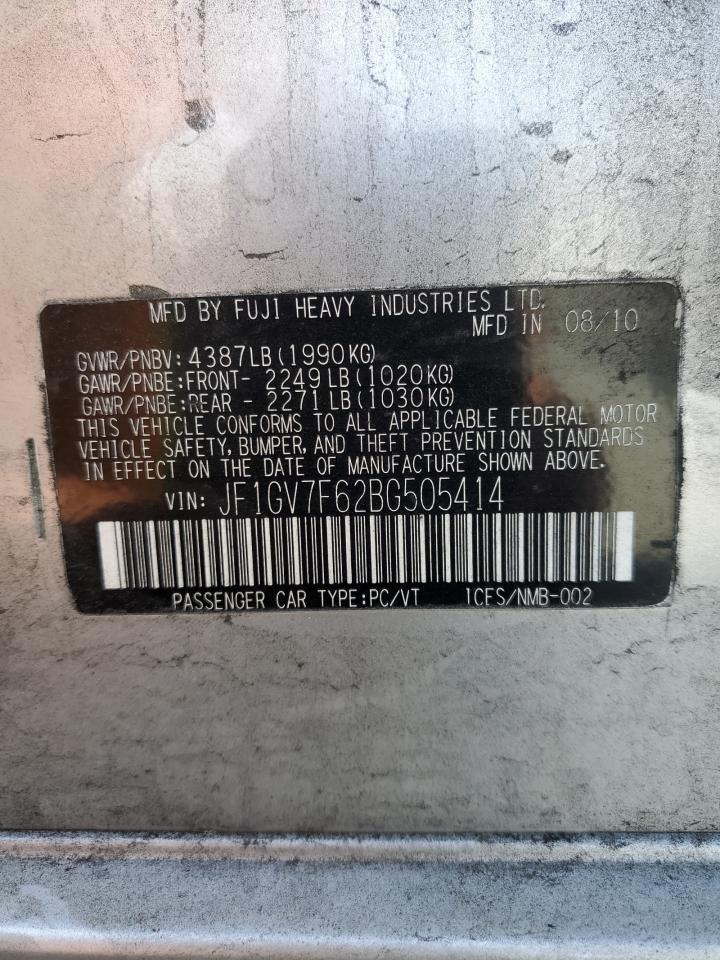 MFD BY FUJI HEAVY INDUSTRIES LTD.
MFD IN 08/10
GVWR/PNBV: 4387LB(1990KG)
GAWR/PNBE:FRONT- 2249LB(1020KG)
GAWR/PNBE:REAR - 2271LB(1030KG)
THIS VEHICLE CONFORMS TO ALL APPLICABLE FEDERAL MOTOR
VEHICLE SAFETY, BUMPER, AND THEFT PREVENTION STANDARDS
IN EFFECT ON THE DATE OF MANUFACTURE SHOWN ABOVE.
VIN: JF1GV7F62BG505414
PASSENGER CAR TYPE:PC/VT 1CFS/NMB-002